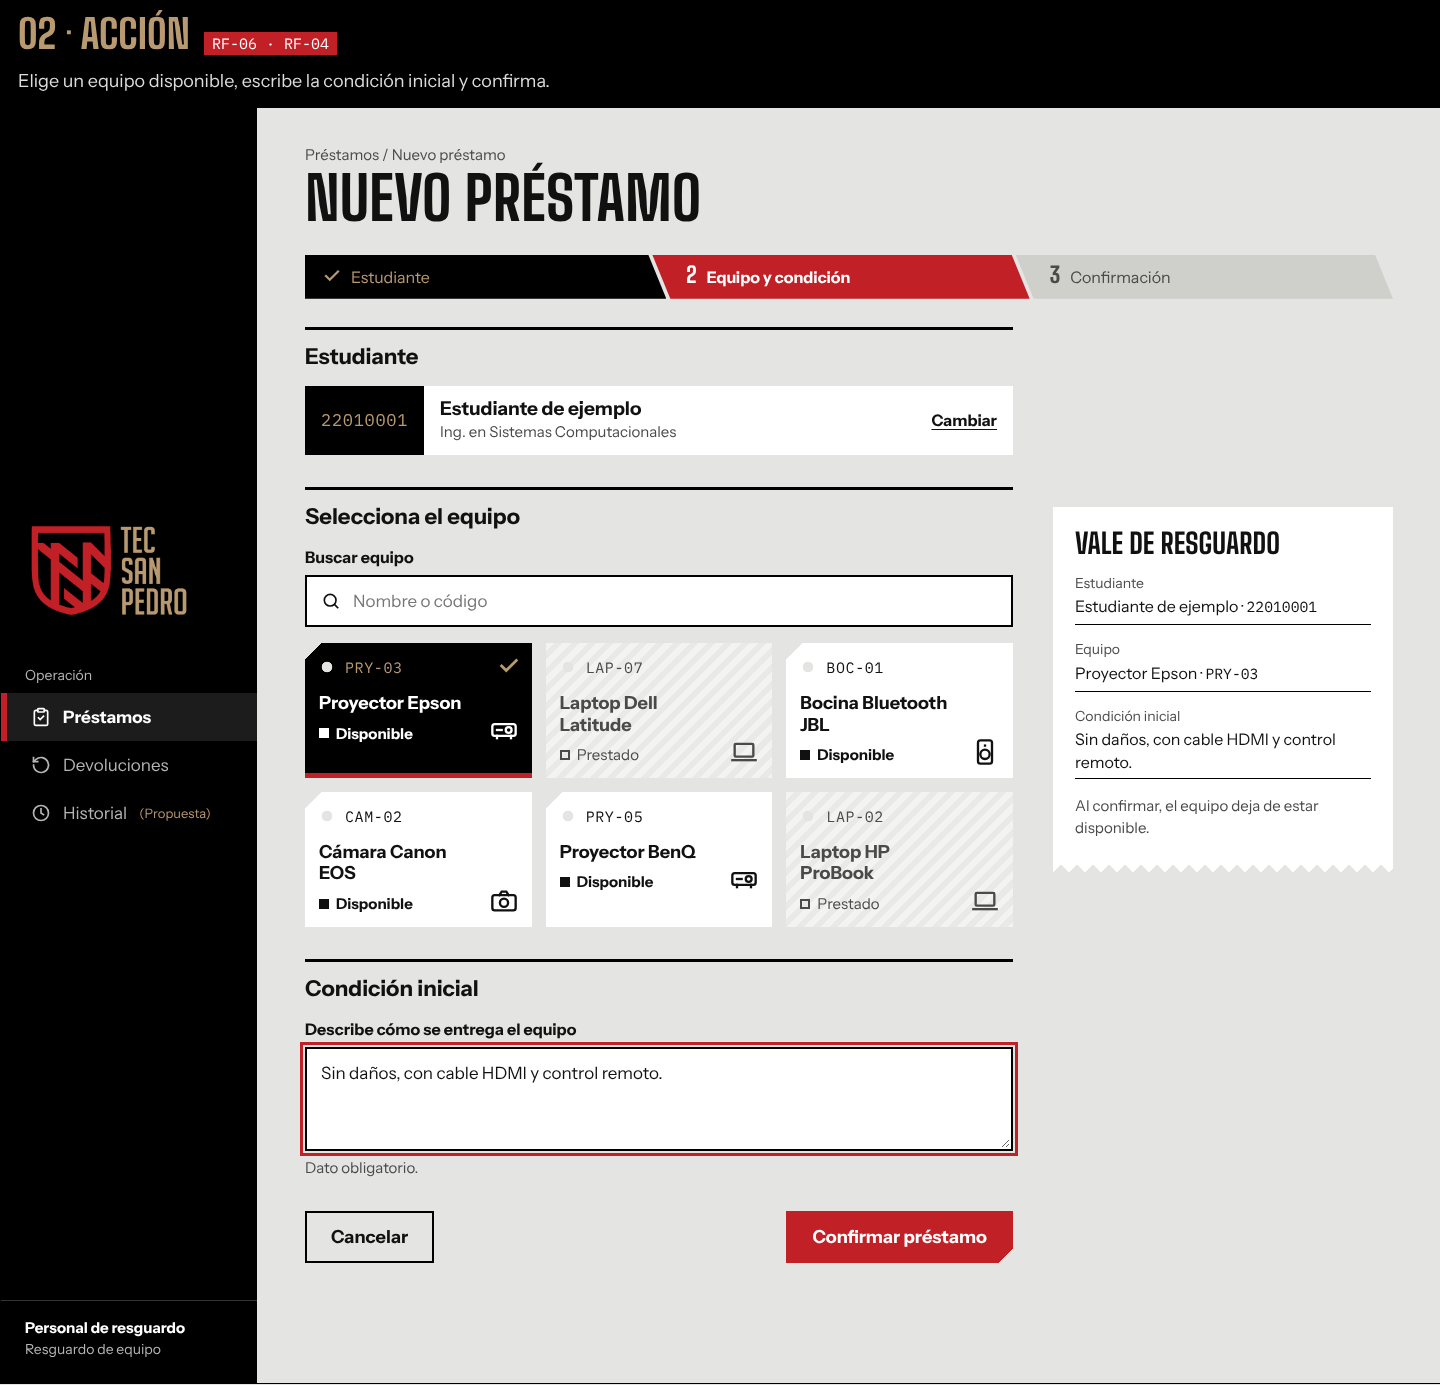 02 · ACCIÓN
RF-06 · RF-04
Elige un equipo disponible, escribe la condición inicial y confirma.
TEC
SAN
PEDRO
Operación
Préstamos
Devoluciones
Historial (Propuesta)
Personal de resguardo
Resguardo de equipo
Préstamos / Nuevo préstamo
NUEVO PRÉSTAMO
Estudiante
2 Equipo y condición
3 Confirmación
Estudiante
22010001
Estudiante de ejemplo
Ing. en Sistemas Computacionales
Cambiar
Selecciona el equipo
Buscar equipo
Nombre o código
PRY-03
Proyector Epson
Disponible
LAP-07
Laptop Dell
Latitude
Prestado
BOC-01
Bocina Bluetooth
JBL
Disponible
CAM-02
Cámara Canon
EOS
Disponible
PRY-05
Proyector BenQ
Disponible
LAP-02
Laptop HP
ProBook
Prestado
Condición inicial
Describe cómo se entrega el equipo
Sin daños, con cable HDMI y control remoto.
Dato obligatorio.
Cancelar
Confirmar préstamo
VALE DE RESGUARDO
Estudiante
Estudiante de ejemplo · 22010001
Equipo
Proyector Epson · PRY-03
Condición inicial
Sin daños, con cable HDMI y control
remoto.
Al confirmar, el equipo deja de estar
disponible.